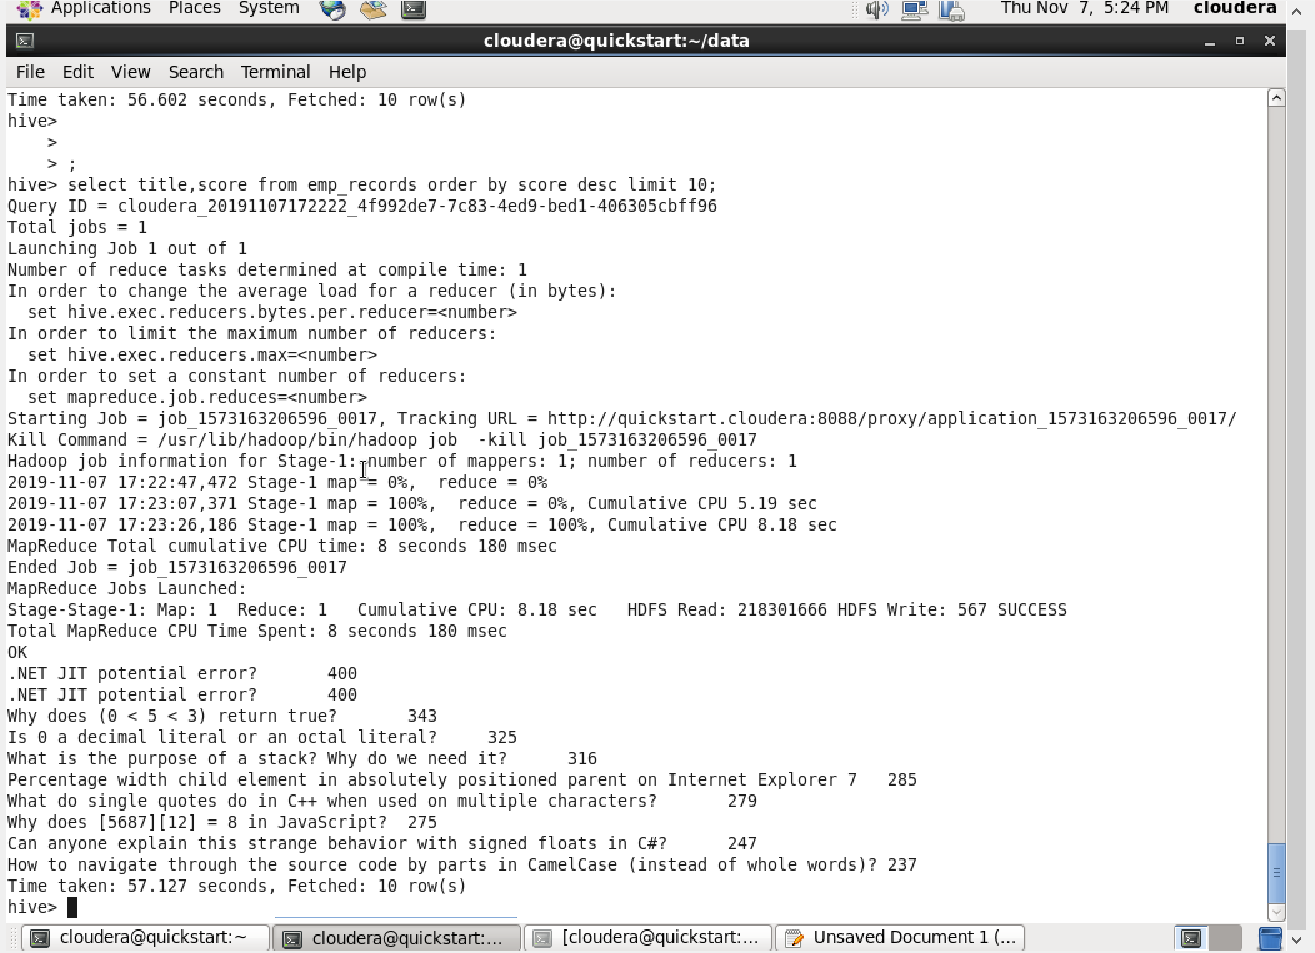 Applications Places System Thu Nov 7, 5:24 PM cloudera
cloudera@quickstart:~/data
File Edit View Search Terminal Help
Time taken: 56.602 seconds, Fetched: 10 row(s)
hive>
    >
    > ;
hive> select title,score from emp_records order by score desc limit 10;
Query ID = cloudera_20191107172222_4f992de7-7c83-4ed9-bed1-406305cbff96
Total jobs = 1
Launching Job 1 out of 1
Number of reduce tasks determined at compile time: 1
In order to change the average load for a reducer (in bytes):
  set hive.exec.reducers.bytes.per.reducer=<number>
In order to limit the maximum number of reducers:
  set hive.exec.reducers.max=<number>
In order to set a constant number of reducers:
  set mapreduce.job.reduces=<number>
Starting Job = job_1573163206596_0017, Tracking URL = http://quickstart.cloudera:8088/proxy/application_1573163206596_0017/
Kill Command = /usr/lib/hadoop/bin/hadoop job  -kill job_1573163206596_0017
Hadoop job information for Stage-1: number of mappers: 1; number of reducers: 1
2019-11-07 17:22:47,472 Stage-1 map = 0%,  reduce = 0%
2019-11-07 17:23:07,371 Stage-1 map = 100%,  reduce = 0%, Cumulative CPU 5.19 sec
2019-11-07 17:23:26,186 Stage-1 map = 100%,  reduce = 100%, Cumulative CPU 8.18 sec
MapReduce Total cumulative CPU time: 8 seconds 180 msec
Ended Job = job_1573163206596_0017
MapReduce Jobs Launched:
Stage-Stage-1: Map: 1  Reduce: 1   Cumulative CPU: 8.18 sec   HDFS Read: 218301666 HDFS Write: 567 SUCCESS
Total MapReduce CPU Time Spent: 8 seconds 180 msec
OK
.NET JIT potential error?       400
.NET JIT potential error?       400
Why does (0 < 5 < 3) return true?       343
Is 0 a decimal literal or an octal literal?     325
What is the purpose of a stack? Why do we need it?      316
Percentage width child element in absolutely positioned parent on Internet Explorer 7   285
What do single quotes do in C++ when used on multiple characters?       279
Why does [5687][12] = 8 in JavaScript?  275
Can anyone explain this strange behavior with signed floats in C#?      247
How to navigate through the source code by parts in CamelCase (instead of whole words)? 237
Time taken: 57.127 seconds, Fetched: 10 row(s)
hive>
cloudera@quickstart:~ cloudera@quickstart:... [cloudera@quickstart:... Unsaved Document 1 (...